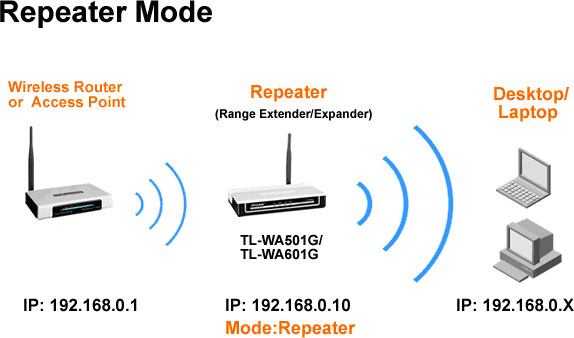 Repeater Mode
Wireless Router
or Access Point
Repeater
(Range Extender/Expander)
Desktop/
Laptop
TL-WA501G/
TL-WA601G
IP: 192.168.0.1
IP: 192.168.0.10
IP: 192.168.0.X
Mode:Repeater